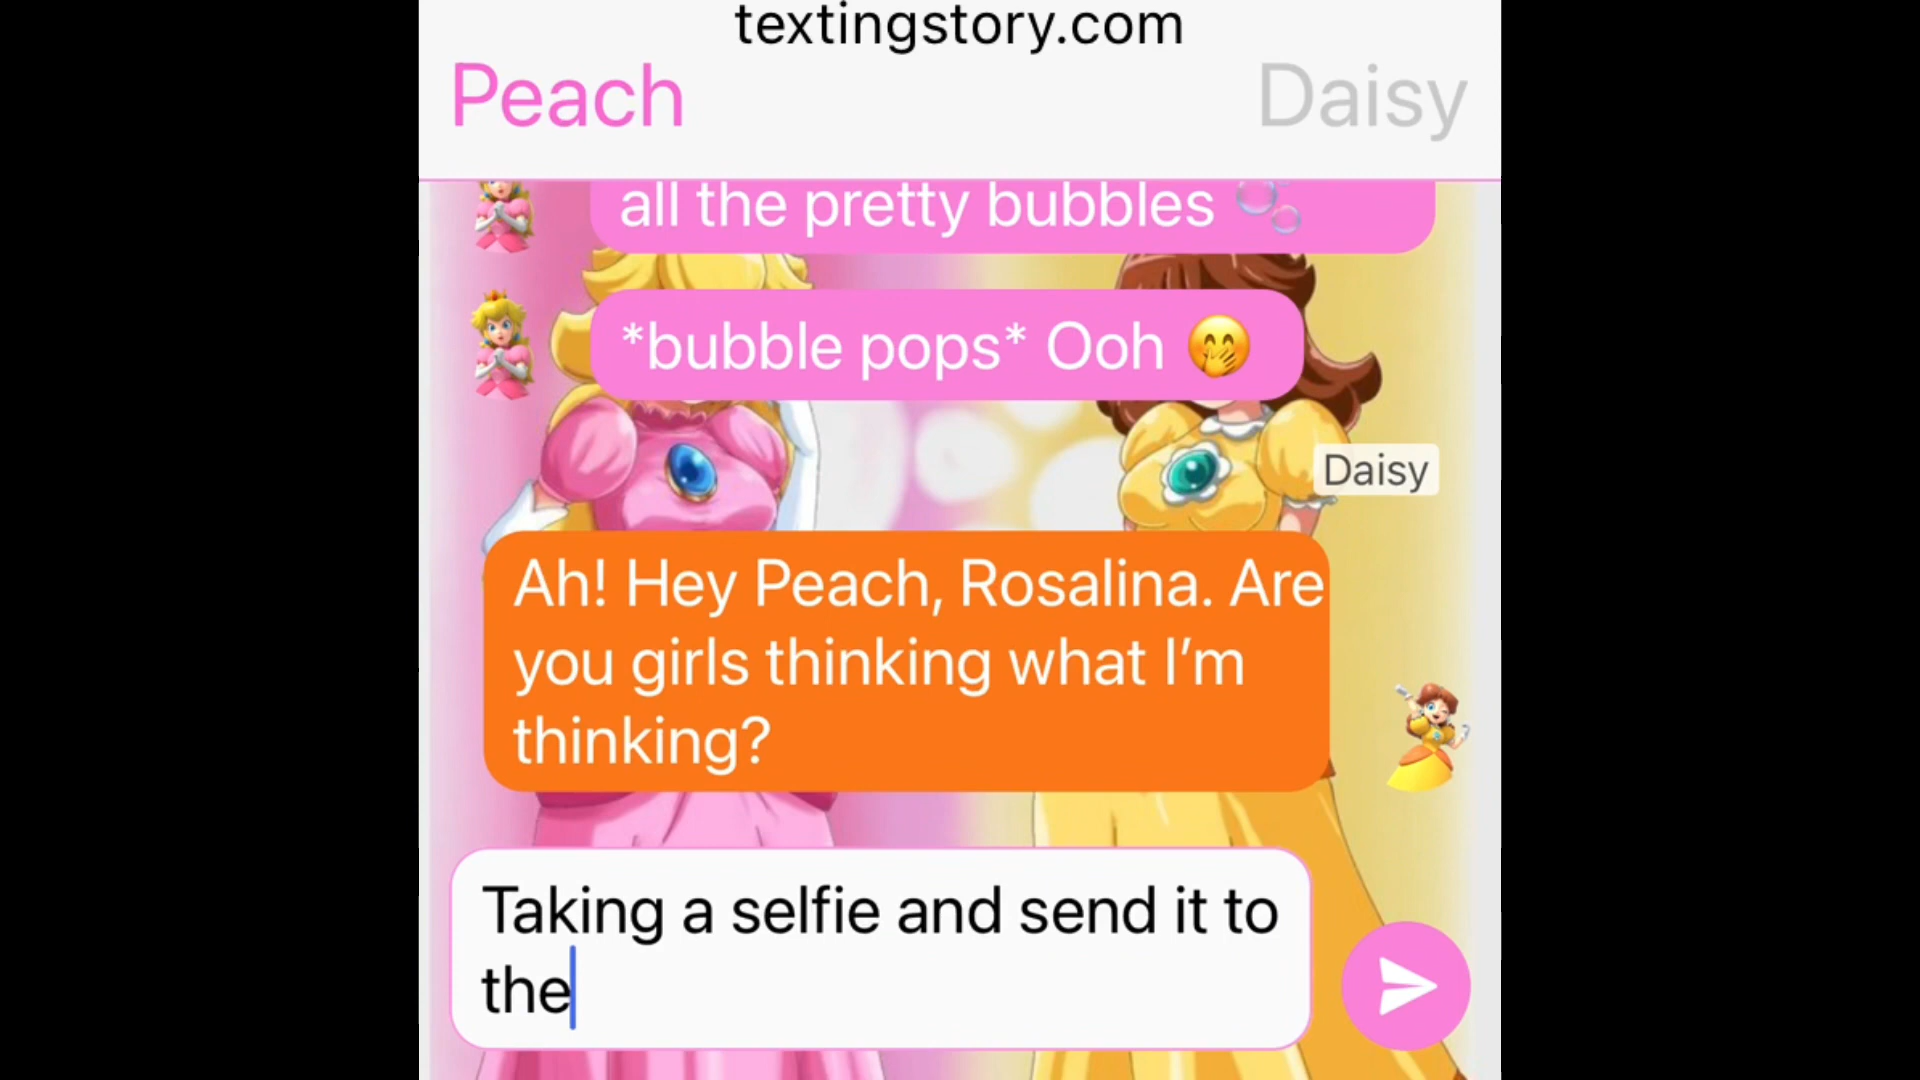 textingstory.com
Peach
Daisy
all the pretty bubbles 🫧
*bubble pops* Ooh 🤭
Daisy
Ah! Hey Peach, Rosalina. Are
you girls thinking what I’m
thinking?
Taking a selfie and send it to
the